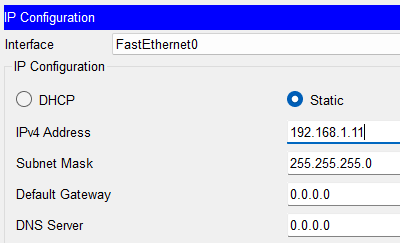 IP Configuration
Interface FastEthernet0
IP Configuration
DHCP Static
IPv4 Address 192.168.1.11
Subnet Mask 255.255.255.0
Default Gateway 0.0.0.0
DNS Server 0.0.0.0